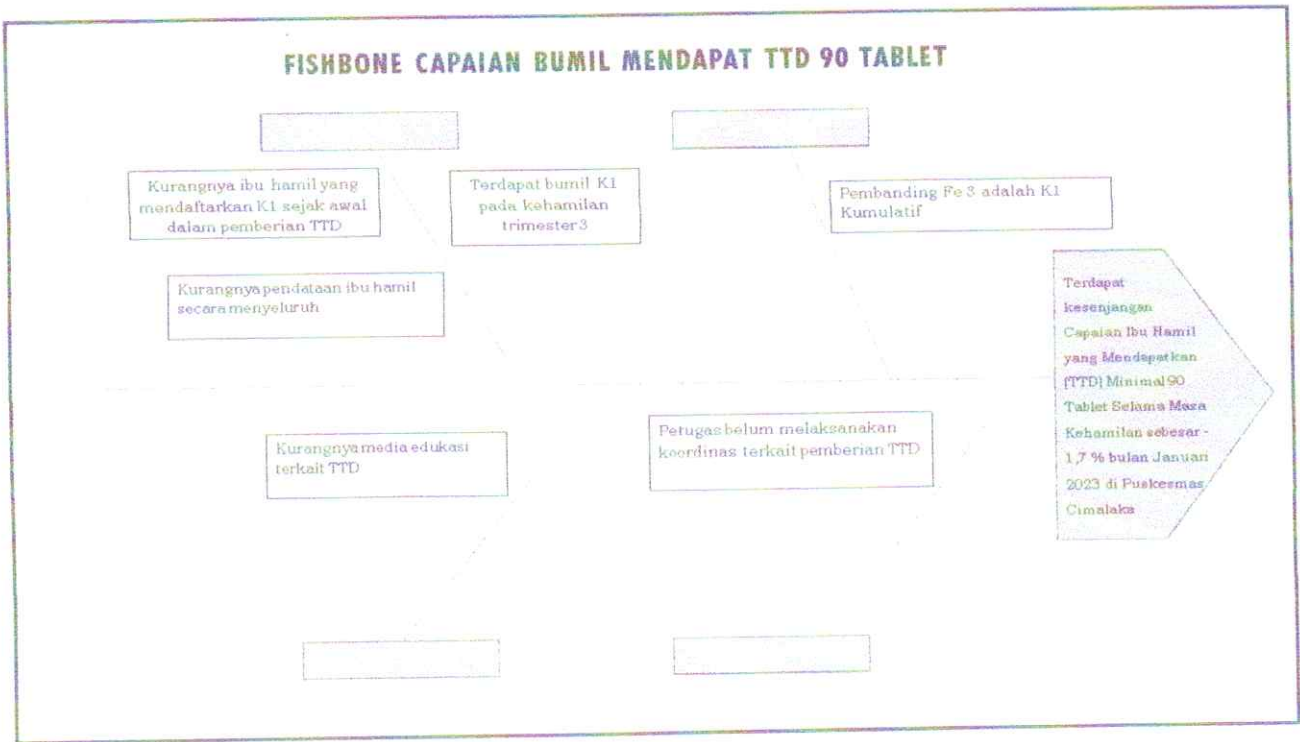 FISHBONE CAPAIAN BUMIL MENDAPAT TTD 90 TABLET
Kurangnya ibu hamil yang
mendaftarkan K1 sejak awal
dalam pemberian TTD
Terdapat bumil K1
pada kehamilan
trimester 3
Pembanding Fe 3 adalah K1
Kumulatif
Kurangnya pendataan ibu hamil
secara menyeluruh
Terdapat
kesenjangan
Capaian Ibu Hamil
yang Mendapatkan
(TTD) Minimal 90
Tablet Selama Masa
Kehamilan sebesar -
1,7 % bulan Januari
2023 di Puskesmas
Cimalaka
Kurangnya media edukasi
terkait TTD
Petugas belum melaksanakan
koordinas terkait pemberian TTD